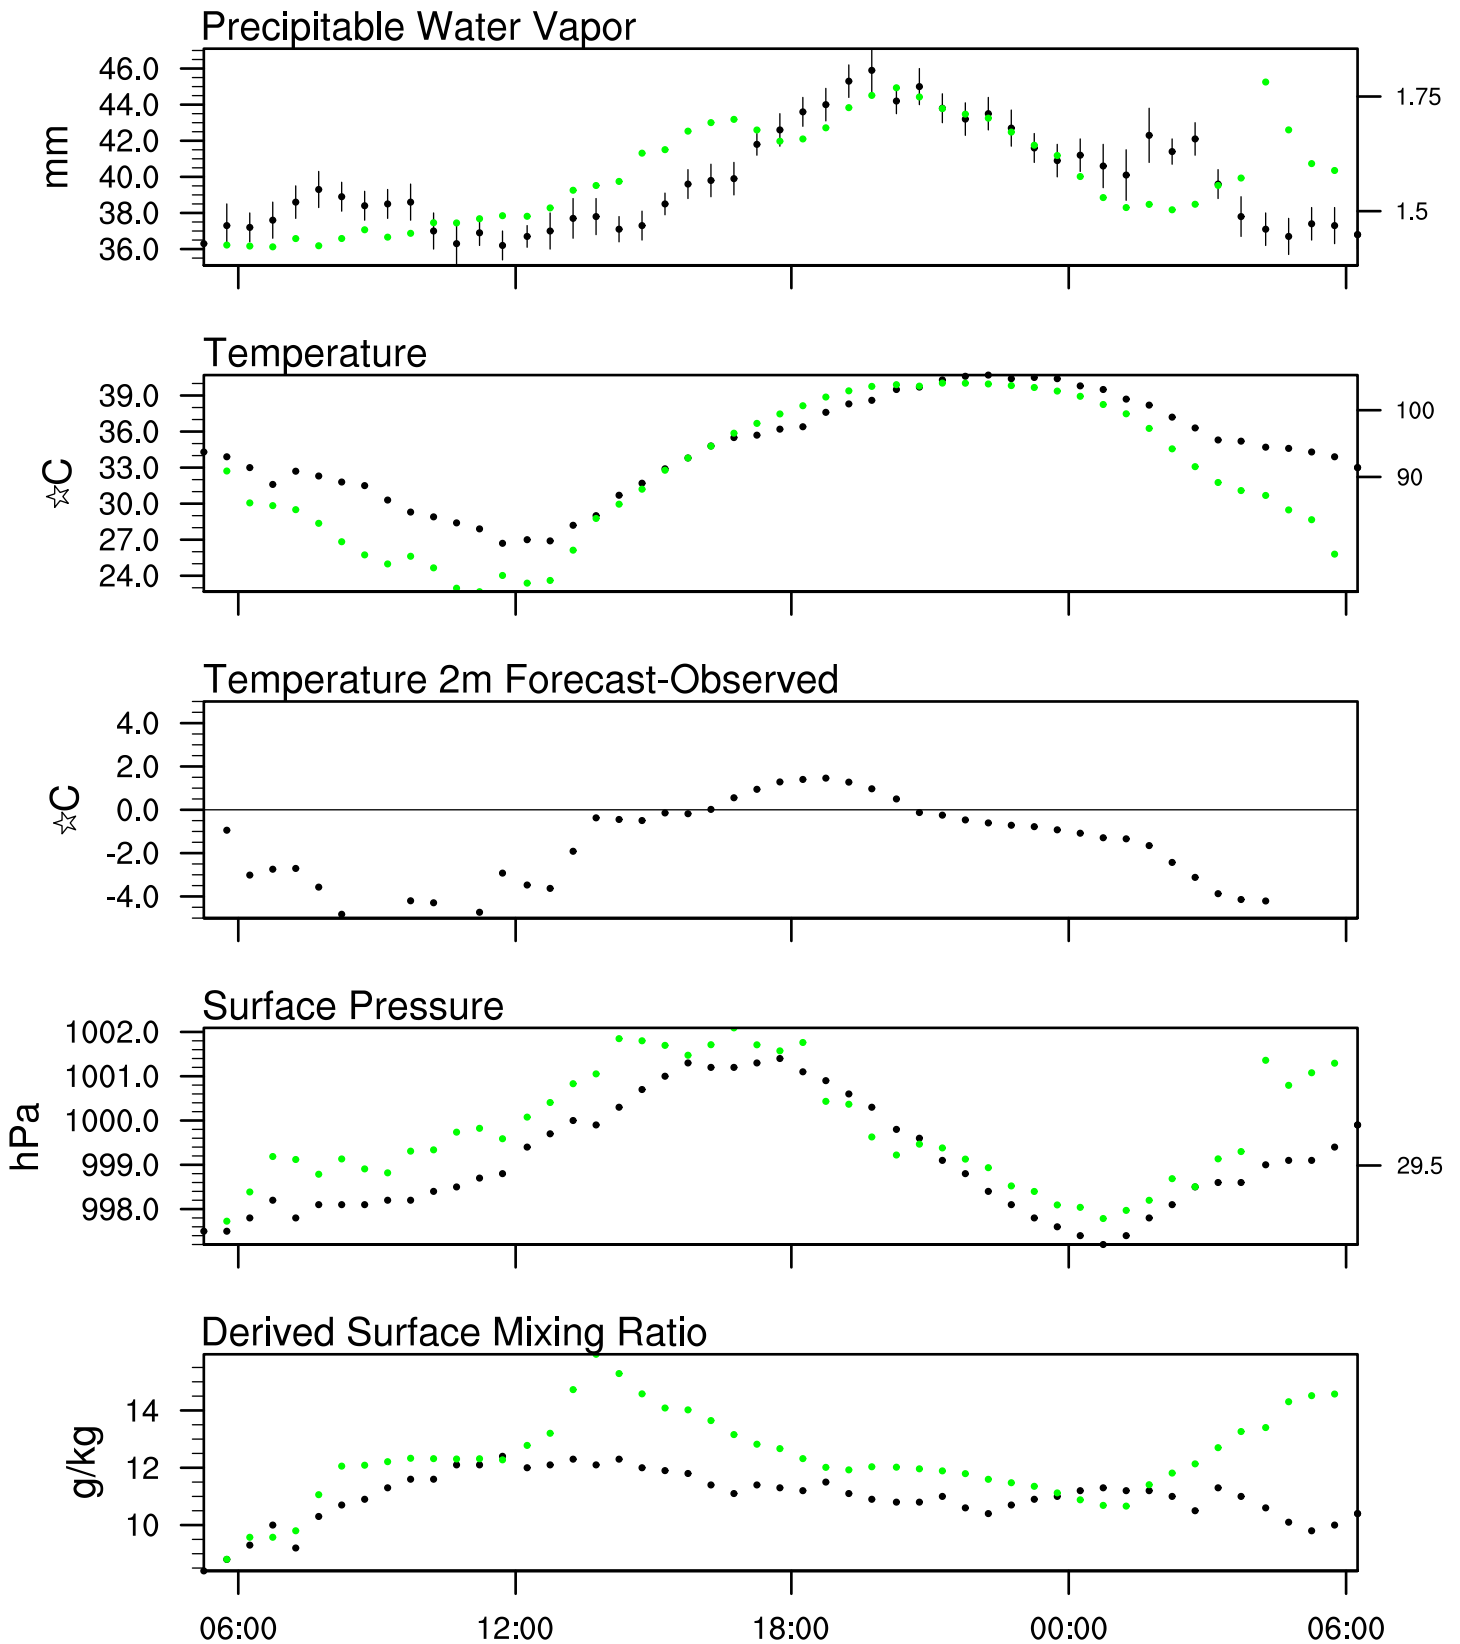 Precipitable Water Vapor
46.0
44.0
42.0
40.0
38.0
36.0
mm
1.75
1.5
Temperature
39.0
36.0
33.0
30.0
27.0
24.0
☆C
100
90
Temperature 2m Forecast-Observed
4.0
2.0
0.0
-2.0
-4.0
☆C
Surface Pressure
1002.0
1001.0
1000.0
999.0
998.0
hPa
29.5
Derived Surface Mixing Ratio
14
12
10
g/kg
06:00 12:00 18:00 00:00 06:00